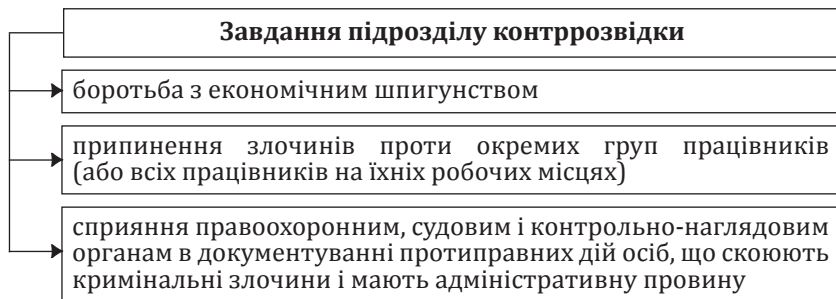 Завдання підрозділу контррозвідки
боротьба з економічним шпигунством
припинення злочинів проти окремих груп працівників
(або всіх працівників на їхніх робочих місцях)
сприяння правоохоронним, судовим і контрольно-наглядовим
органам в документуванні протиправних дій осіб, що скоюють
кримінальні злочини і мають адміністративну провину